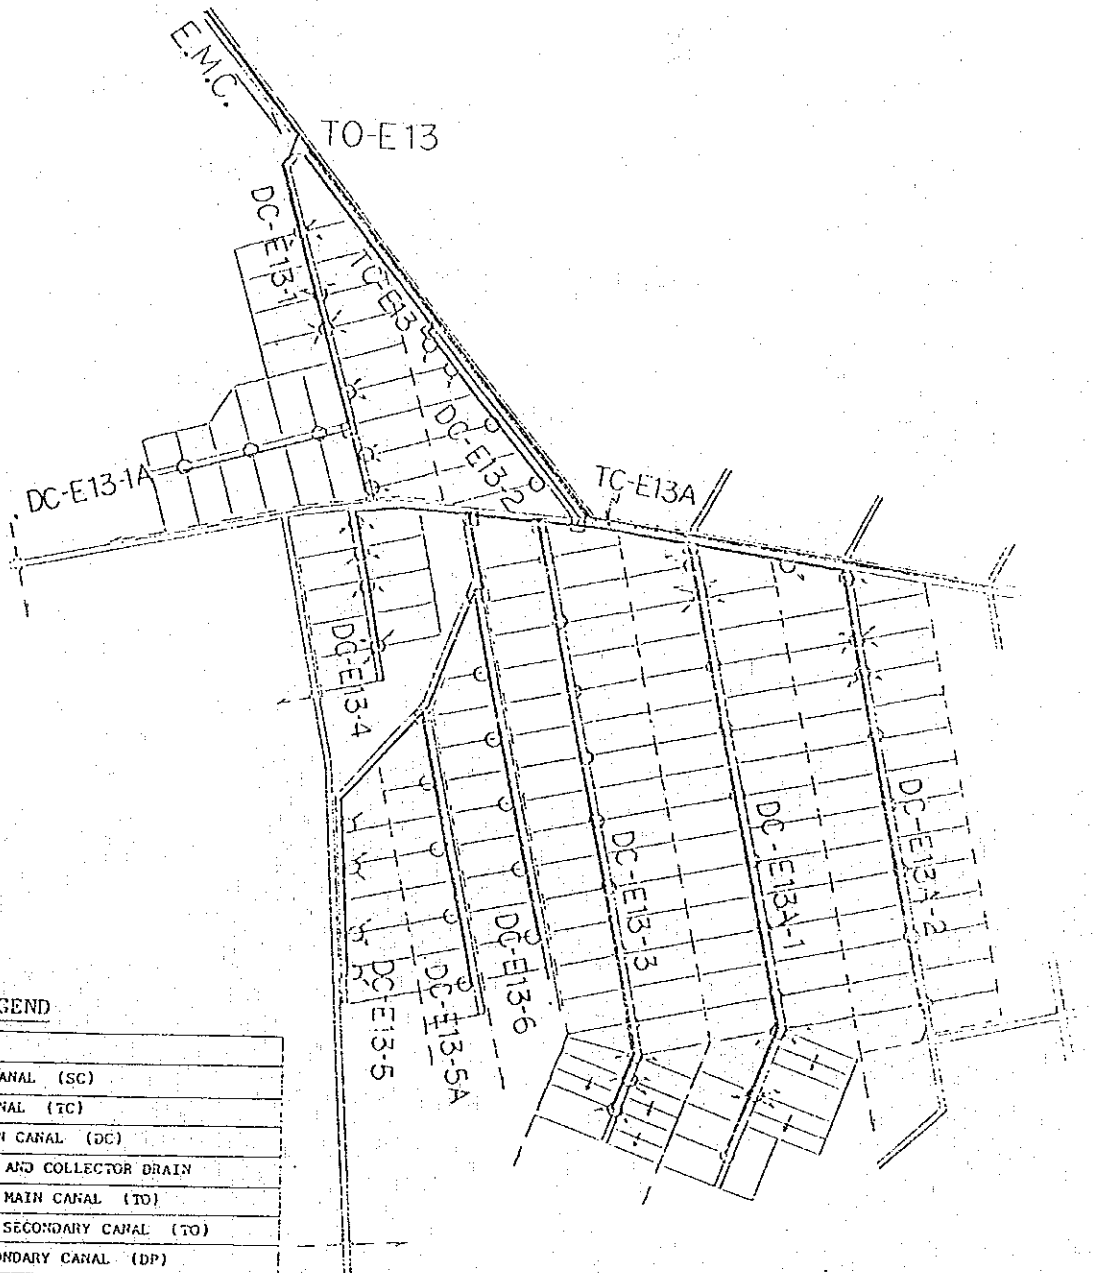 E.M.C.
TO-E13
DC-E13-1
TC-E13
DC-E13-2
TC-E13A
DC-E13-1A
DC-E13-4
DC-E13-3
DC-E13A-1
DC-E13A-2
DC-E13-6
DC-E13-5A
DC-E13-5
GEND
ANAL (SC)
NAL (TC)
N CANAL (DC)
AND COLLECTOR DRAIN
MAIN CANAL (TO)
SECONDARY CANAL (TO)
ONDARY CANAL (DP)